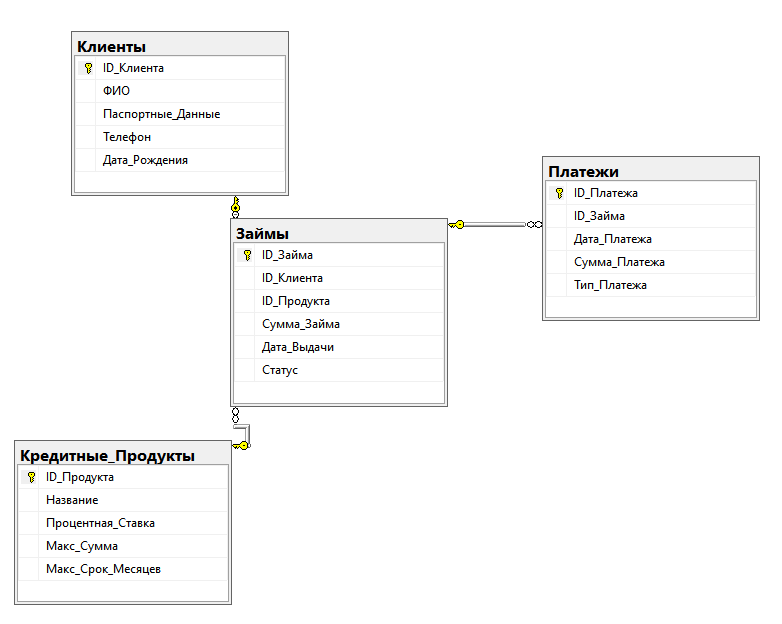 Клиенты
ID_Клиента
ФИО
Паспортные_Данные
Телефон
Дата_Рождения
Платежи
ID_Платежа
ID_Займа
Дата_Платежа
Сумма_Платежа
Тип_Платежа
Займы
ID_Займа
ID_Клиента
ID_Продукта
Сумма_Займа
Дата_Выдачи
Статус
Кредитные_Продукты
ID_Продукта
Название
Процентная_Ставка
Макс_Сумма
Макс_Срок_Месяцев